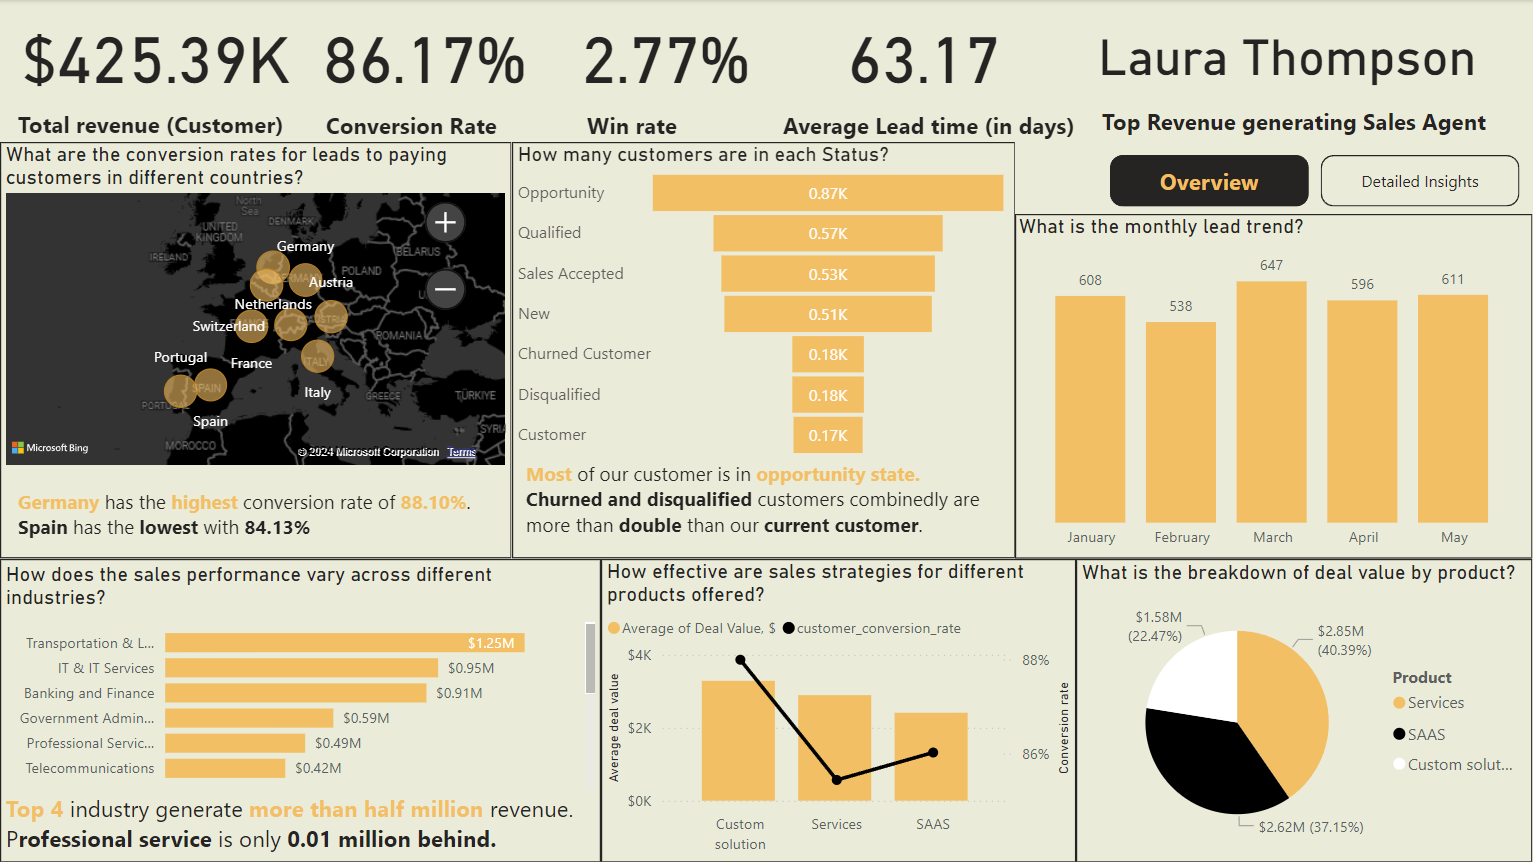 $425.39K
86.17%
2.77%
63.17
Laura Thompson
Total revenue (Customer)
Conversion Rate
Win rate
Average Lead time (in days)
Top Revenue generating Sales Agent
Overview
Detailed Insights
What are the conversion rates for leads to paying
customers in different countries?
North
Sea
DENMARK
UNITED
KINGDOM
IRELAND
Germany
BELARUS
POLAND
Austria
Netherlands
Switzerland
ROMANIA
Portugal
France
ITALY
SPAIN
Italy
GREECE
TÜRKIYE
Spain
MOROCCO
SYRIA
Microsoft Bing
© 2024 Microsoft Corporation Terms
Germany has the highest conversion rate of 88.10%.
Spain has the lowest with 84.13%
How many customers are in each Status?
Opportunity 0.87K
Qualified 0.57K
Sales Accepted 0.53K
New 0.51K
Churned Customer 0.18K
Disqualified 0.18K
Customer 0.17K
Most of our customer is in opportunity state.
Churned and disqualified customers combinedly are
more than double than our current customer.
What is the monthly lead trend?
608
538
647
596
611
January
February
March
April
May
How does the sales performance vary across different
industries?
Transportation & L... $1.25M
IT & IT Services $0.95M
Banking and Finance $0.91M
Government Admin... $0.59M
Professional Servic... $0.49M
Telecommunications $0.42M
Top 4 industry generate more than half million revenue.
Professional service is only 0.01 million behind.
How effective are sales strategies for different
products offered?
Average of Deal Value, $
customer_conversion_rate
$4K
$2K
$0K
Average deal value
88%
86%
Conversion rate
Custom
solution
Services
SAAS
What is the breakdown of deal value by product?
$1.58M
(22.47%)
$2.85M
(40.39%)
$2.62M (37.15%)
Product
Services
SAAS
Custom solut...